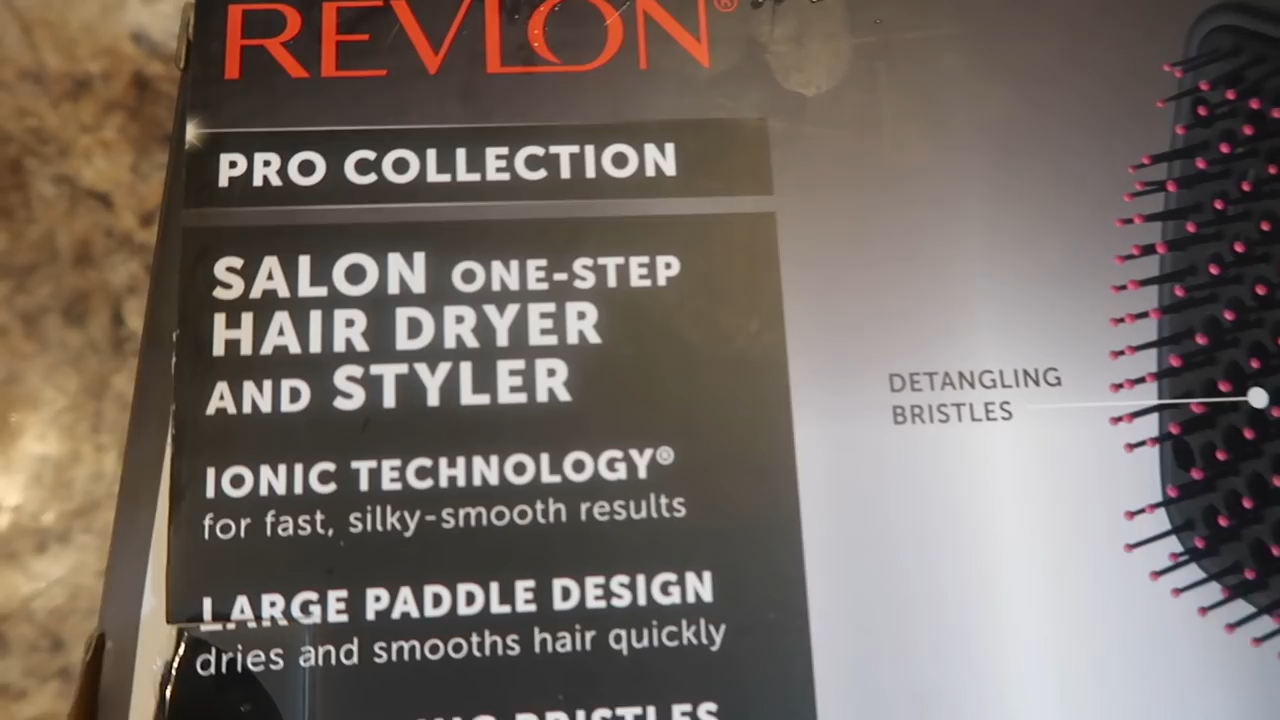 REVLON®
PRO COLLECTION
SALON ONE-STEP
HAIR DRYER
AND STYLER
IONIC TECHNOLOGY®
for fast, silky-smooth results
LARGE PADDLE DESIGN
dries and smooths hair quickly
BRISTLES
DETANGLING
BRISTLES